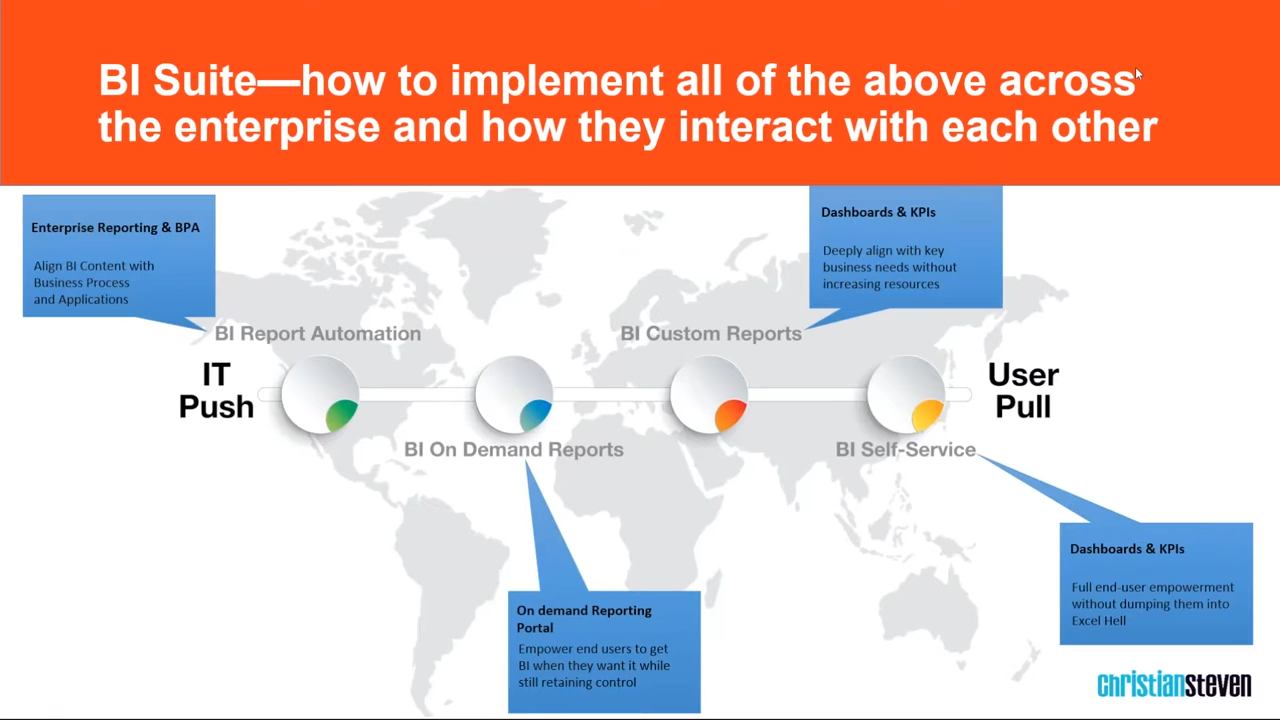 BI Suite—how to implement all of the above across
the enterprise and how they interact with each other
Enterprise Reporting & BPA
Align BI Content with
Business Process
and Applications
Dashboards & KPIs
Deeply align with key
business needs without
increasing resources
BI Report Automation
BI Custom Reports
IT
Push
User
Pull
BI On Demand Reports
BI Self-Service
On demand Reporting
Portal
Empower end users to get
BI when they want it while
still retaining control
Dashboards & KPIs
Full end-user empowerment
without dumping them into
Excel Hell
christiansteven